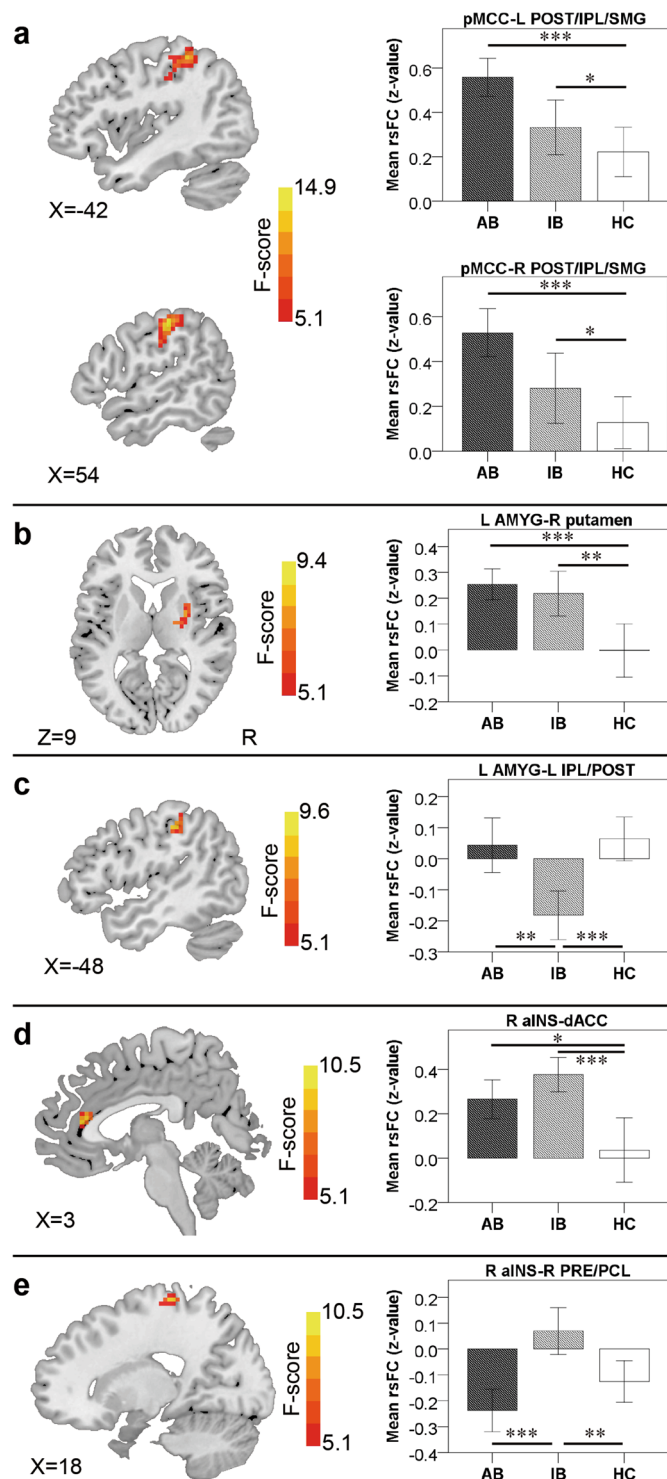 a
X=-42
X=54
14.9
F-score
5.1
pMCC-L POST/IPL/SMG
***
*
Mean rsFC (z-value)
0.6
0.4
0.2
0.0
AB IB HC
pMCC-R POST/IPL/SMG
***
*
Mean rsFC (z-value)
0.6
0.4
0.2
0.0
AB IB HC
b
Z=9 R
9.4
F-score
5.1
L AMYG-R putamen
***
**
Mean rsFC (z-value)
0.4
0.3
0.2
0.1
0.0
-0.1
-0.2
AB IB HC
c
X=-48
9.6
F-score
5.1
L AMYG-L IPL/POST
Mean rsFC (z-value)
0.2
0.1
0.0
-0.1
-0.2
-0.3
** ***
AB IB HC
d
X=3
10.5
F-score
5.1
R aINS-dACC
*
***
Mean rsFC (z-value)
0.4
0.2
0.0
-0.2
AB IB HC
e
X=18
10.5
F-score
5.1
R aINS-R PRE/PCL
Mean rsFC (z-value)
0.2
0.1
0.0
-0.1
-0.2
-0.3
-0.4
*** **
AB IB HC